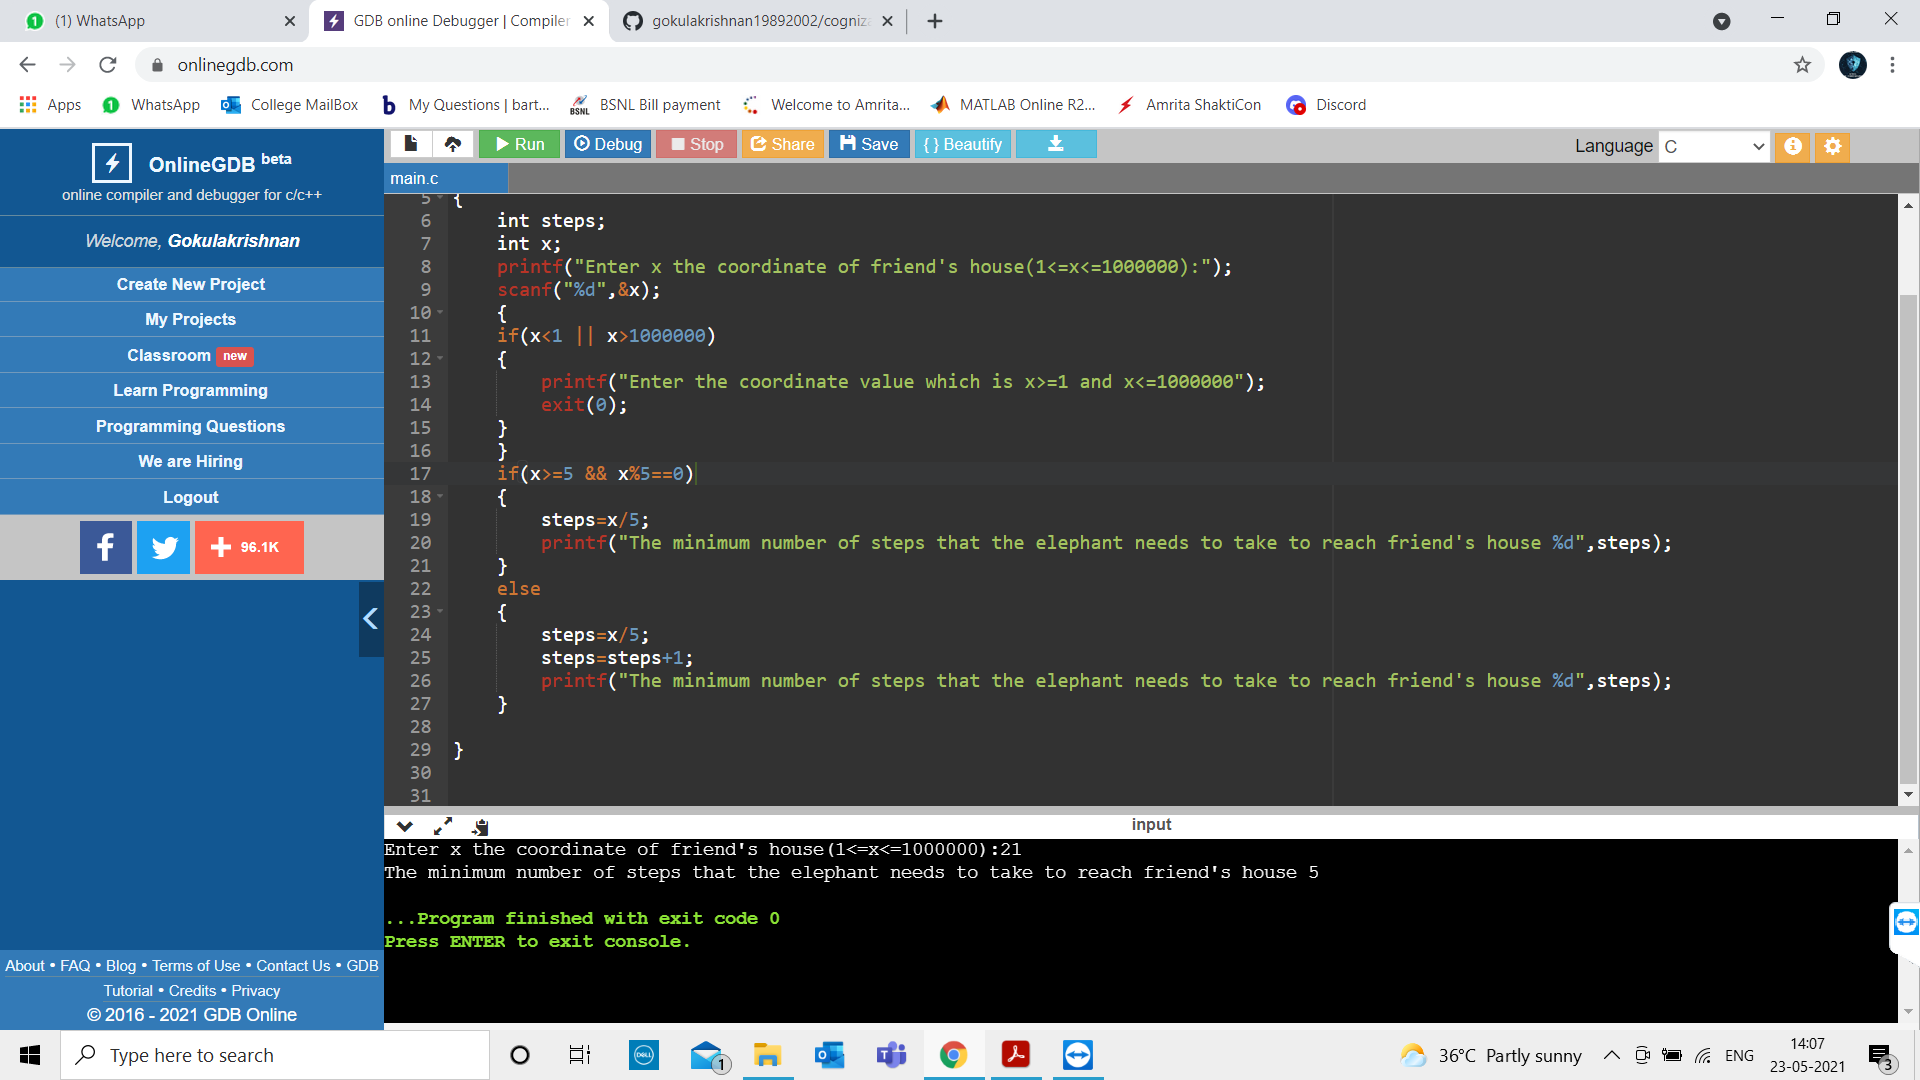 (1) WhatsApp
GDB online Debugger | Compiler
gokulakrishnan19892002/cogniza
onlinegdb.com
Apps
WhatsApp
College MailBox
My Questions | bart...
BSNL
BSNL Bill payment
Welcome to Amrita...
MATLAB Online R2...
Amrita ShaktiCon
Discord
OnlineGDB beta
online compiler and debugger for c/c++
Welcome, Gokulakrishnan
Create New Project
My Projects
Classroom new
Learn Programming
Programming Questions
We are Hiring
Logout
f
+ 96.1K
About • FAQ • Blog • Terms of Use • Contact Us • GDB
Tutorial • Credits • Privacy
© 2016 - 2021 GDB Online
Run
Debug
Stop
Share
Save
{ } Beautify
Language C
main.c
5 {
6 int steps;
7 int x;
8 printf("Enter x the coordinate of friend's house(1<=x<=1000000):");
9 scanf("%d",&x);
10 {
11 if(x<1 || x>1000000)
12 {
13 printf("Enter the coordinate value which is x>=1 and x<=1000000");
14 exit(0);
15 }
16 }
17 if(x>=5 && x%5==0)
18 {
19 steps=x/5;
20 printf("The minimum number of steps that the elephant needs to take to reach friend's house %d",steps);
21 }
22 else
23 {
24 steps=x/5;
25 steps=steps+1;
26 printf("The minimum number of steps that the elephant needs to take to reach friend's house %d",steps);
27 }
28
29 }
30
31
input
Enter x the coordinate of friend's house(1<=x<=1000000):21
The minimum number of steps that the elephant needs to take to reach friend's house 5
...Program finished with exit code 0
Press ENTER to exit console.
Type here to search
DELL
1
36°C Partly sunny
ENG
14:07
23-05-2021
3